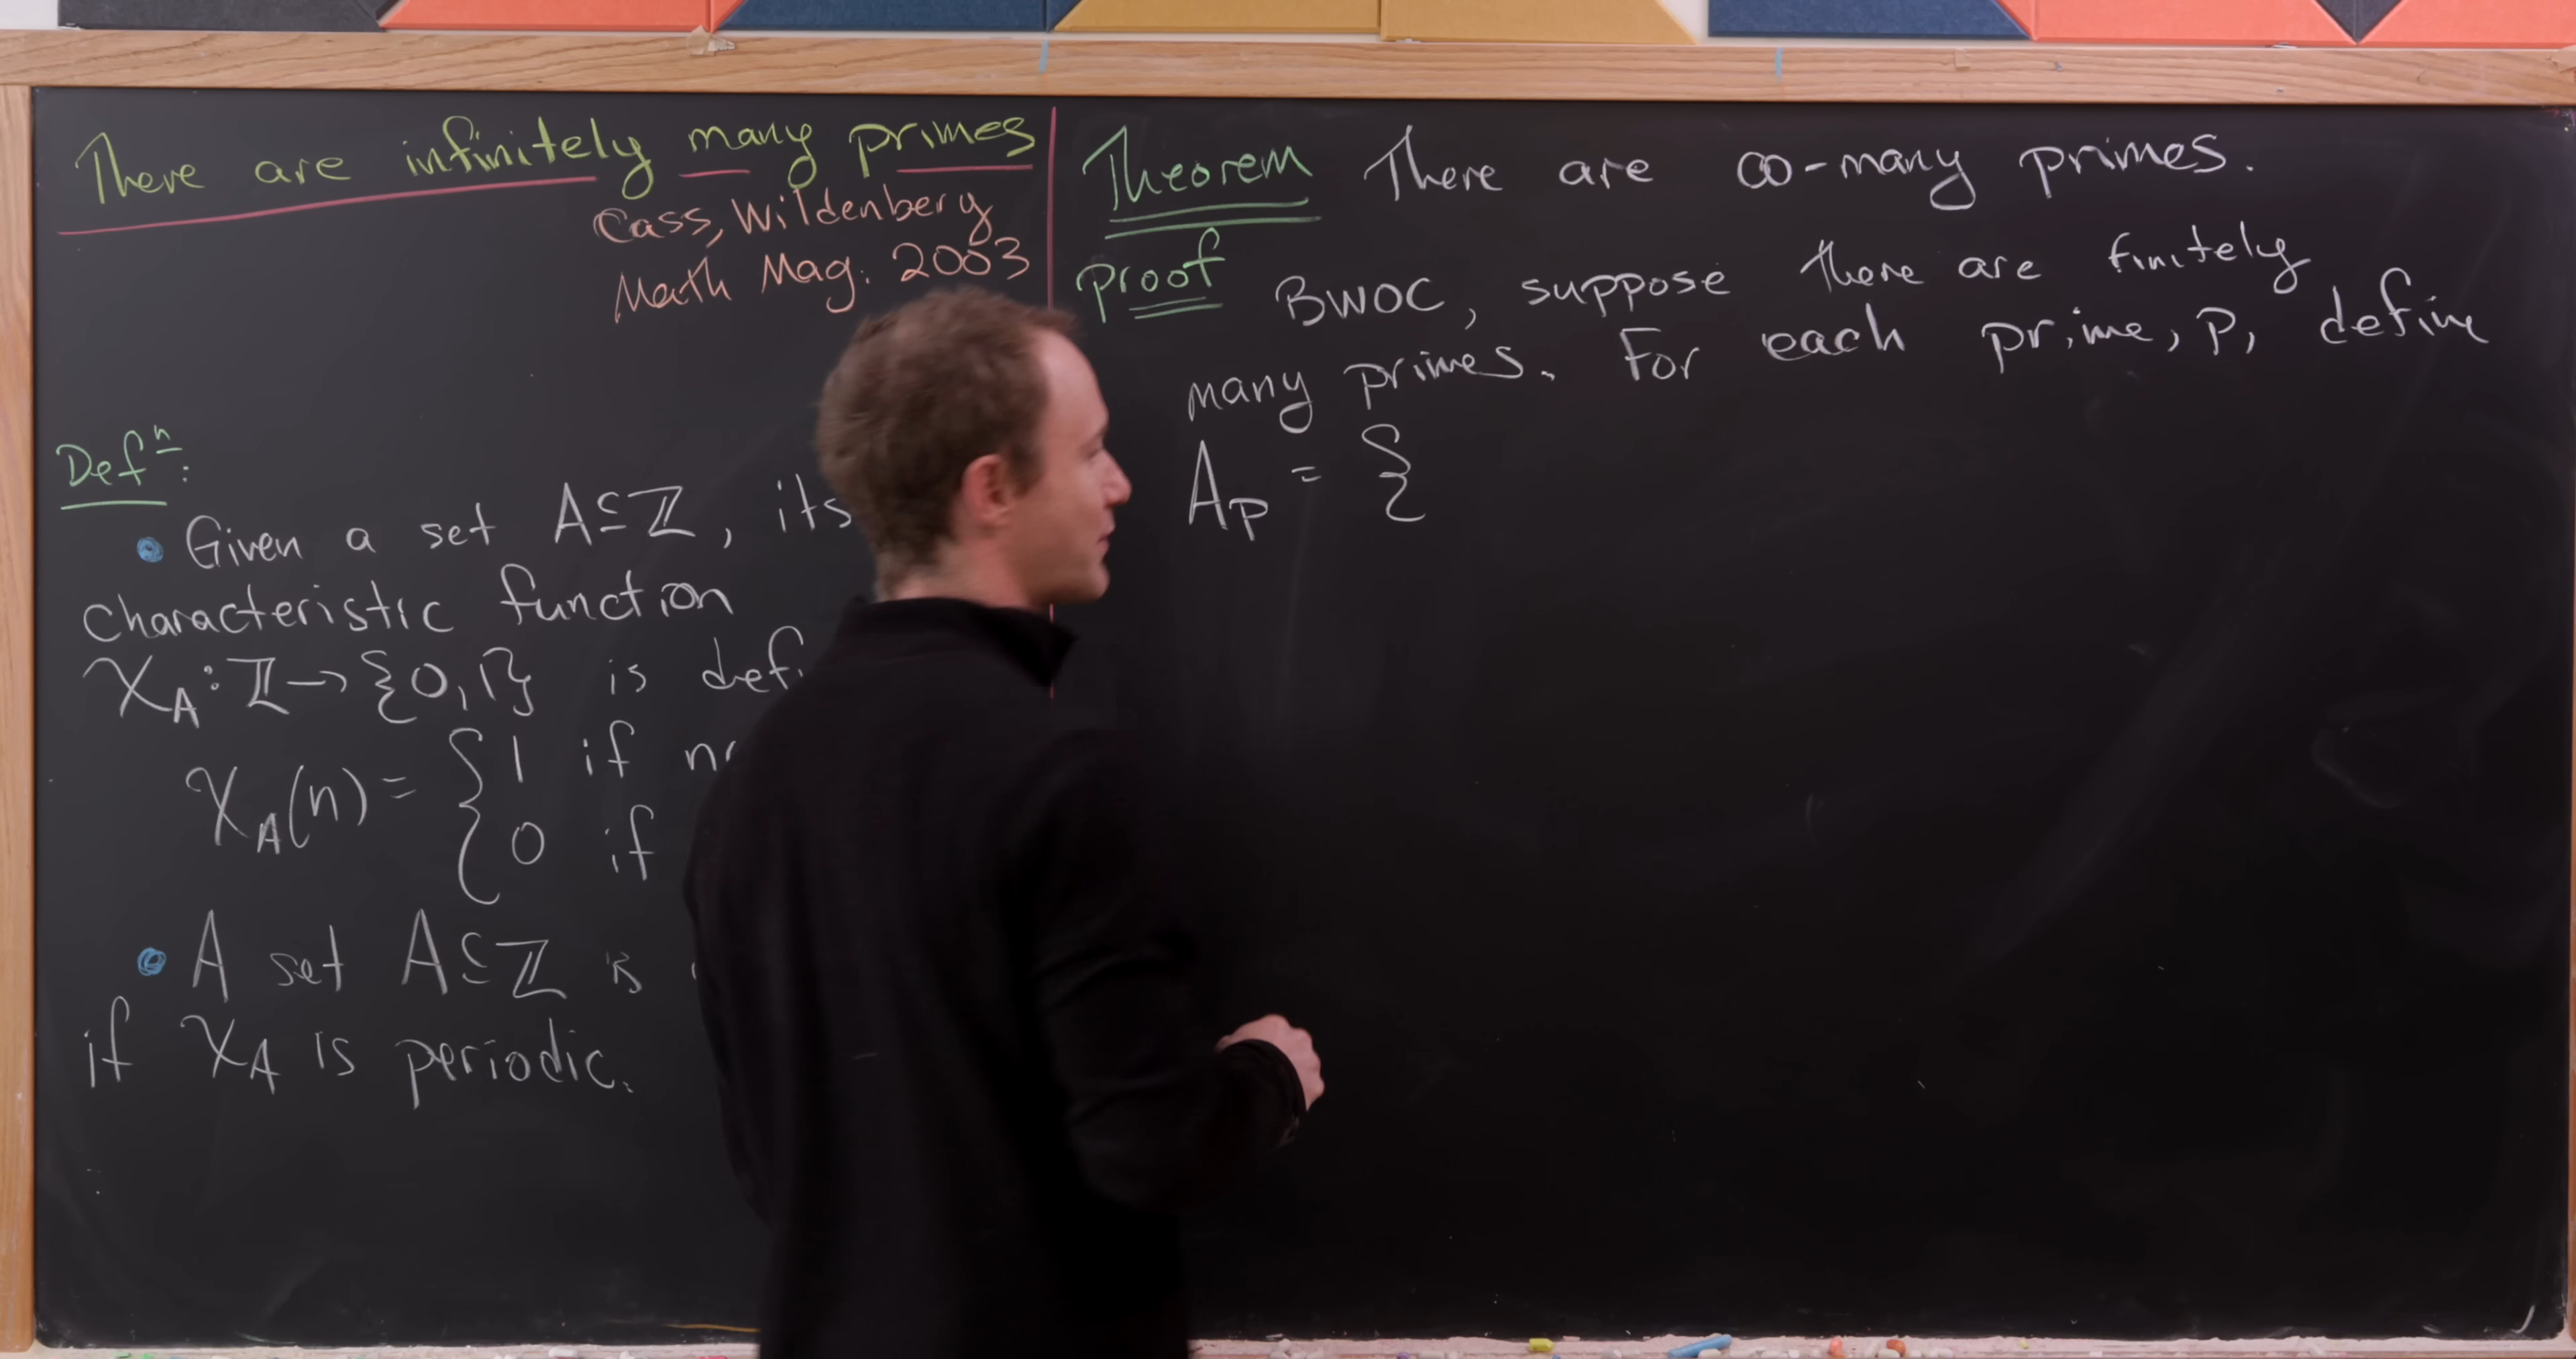 There are infinitely many primes
Cass, Wildenberg
Math Mag. 2003
Defⁿ:
• Given a set A⊆ℤ, its
characteristic function
χ_A : ℤ → {0,1} is
χ_A(n) = { 1 if
0 if
• A set A⊆ℤ is
if χ_A is periodic.
Theorem There are ∞-many primes.
Proof BWOC, suppose there are finitely
many primes. For each prime, p, define
A_p = {